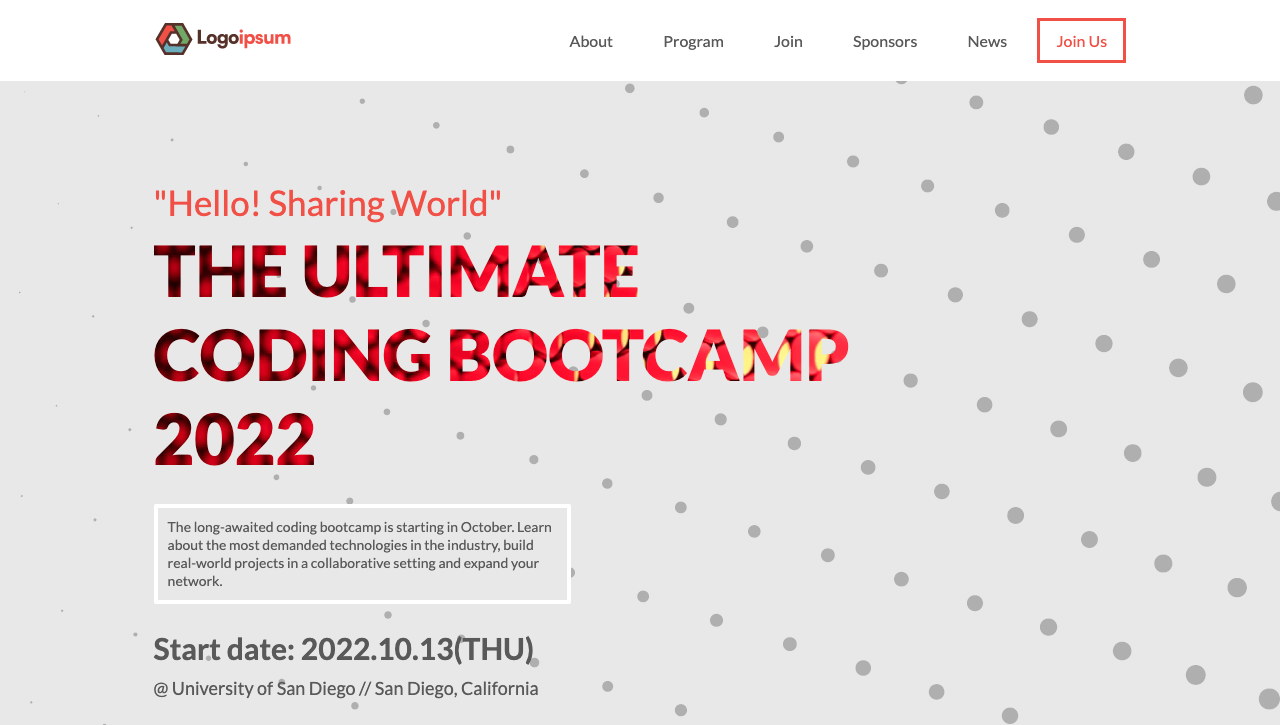 Logoipsum
About Program Join Sponsors News Join Us
"Hello! Sharing World"
THE ULTIMATE
CODING BOOTCAMP
2022
The long-awaited coding bootcamp is starting in October. Learn
about the most demanded technologies in the industry, build
real-world projects in a collaborative setting and expand your
network.
Start date: 2022.10.13(THU)
@ University of San Diego // San Diego, California